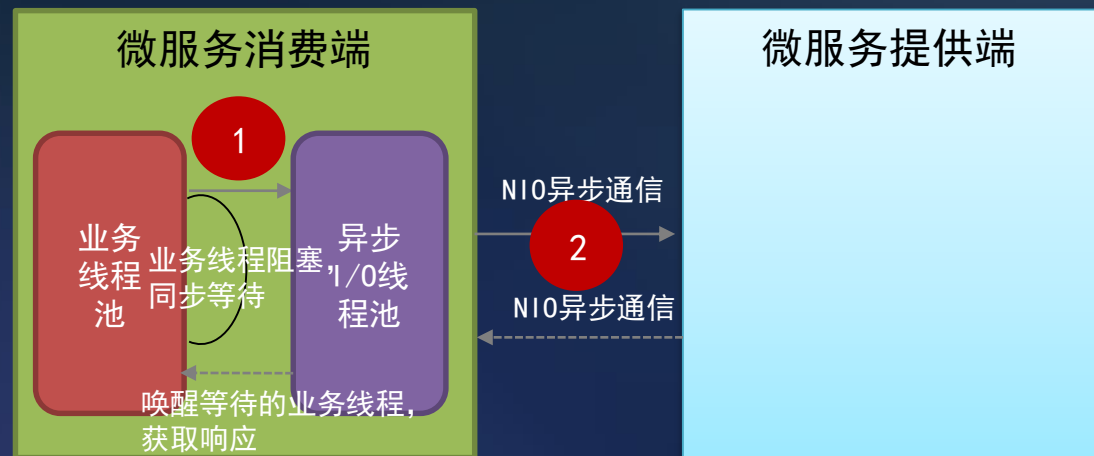 微服务消费端
微服务提供端
1
业务
线程
池
异步
I/O线
程池
业务线程阻塞，
同步等待
唤醒等待的业务线程，
获取响应
NIO异步通信
2
NIO异步通信